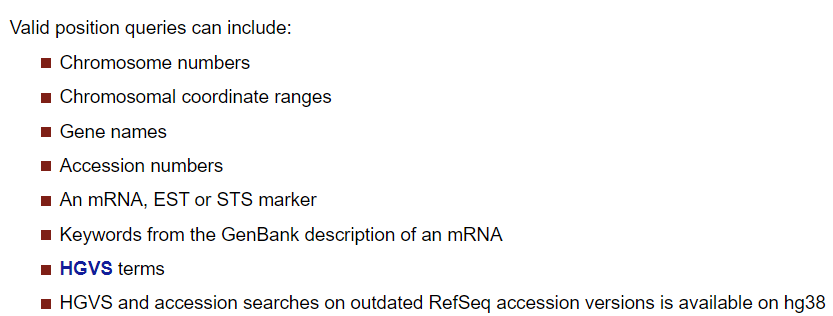 Valid position queries can include:
Chromosome numbers
Chromosomal coordinate ranges
Gene names
Accession numbers
An mRNA, EST or STS marker
Keywords from the GenBank description of an mRNA
HGVS terms
HGVS and accession searches on outdated RefSeq accession versions is available on hg38